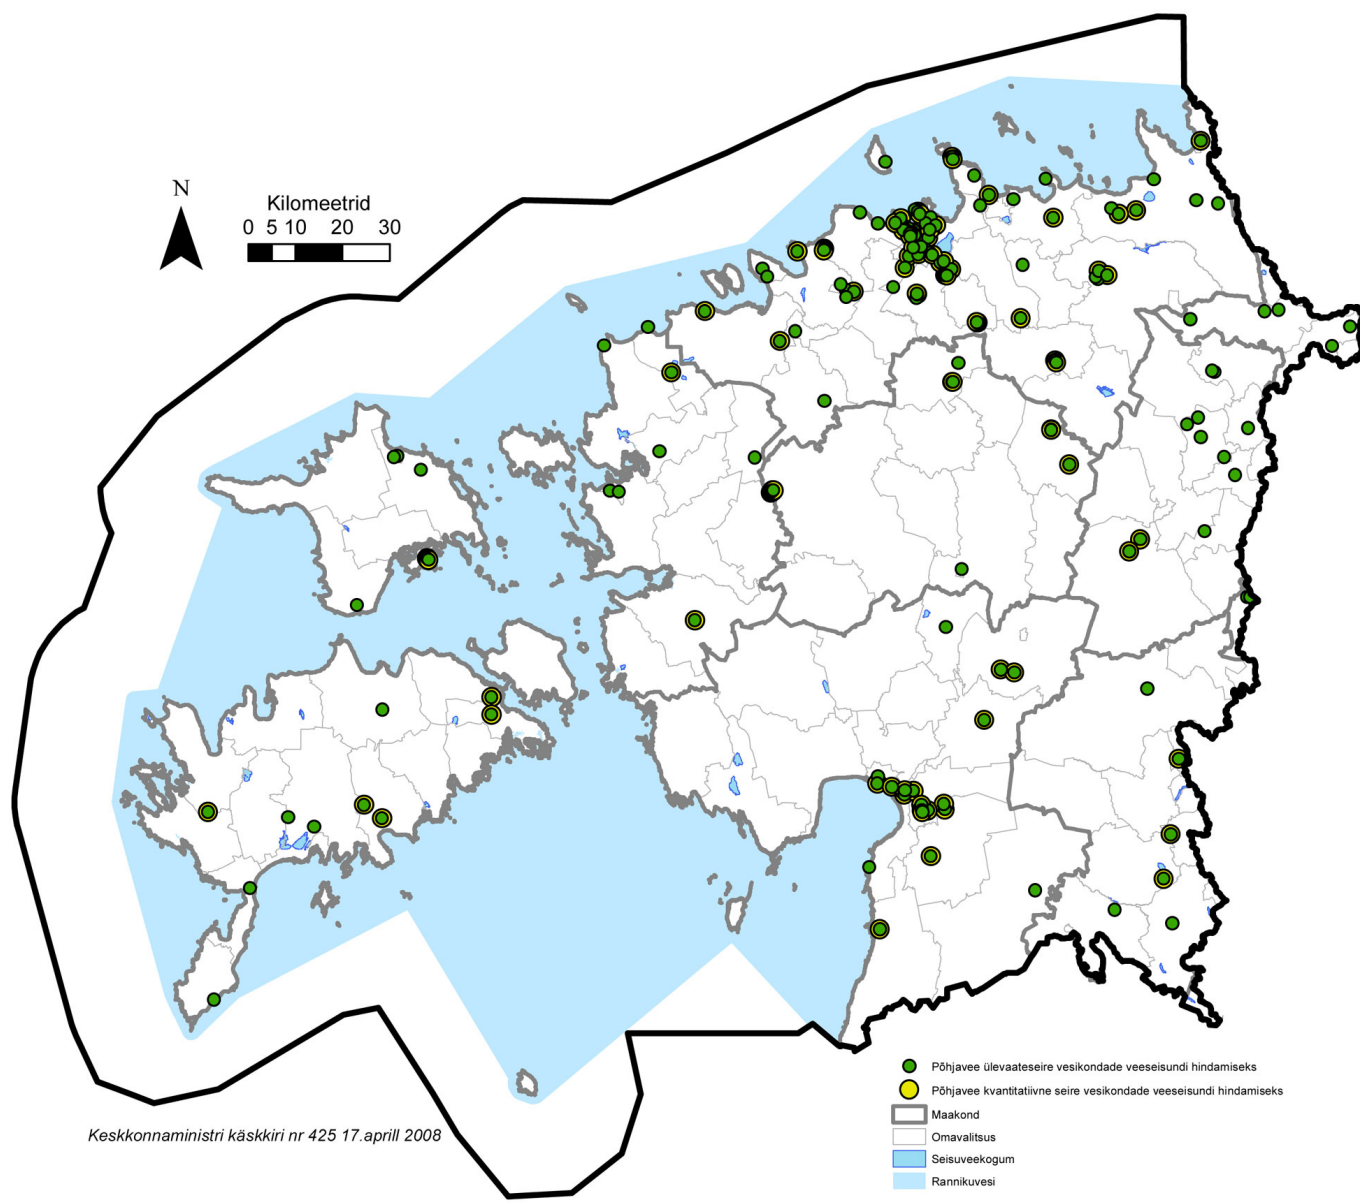 N
Kilomeetrid
0 5 10 20 30
Põhjavee ülevaateseire vesikondade veeseisundi hindamiseks
Põhjavee kvantitatiivne seire vesikondade veeseisundi hindamiseks
Maakond
Omavalitsus
Seisuveekogum
Rannikuvesi
Keskkonnaministri käskkiri nr 425 17.aprill 2008